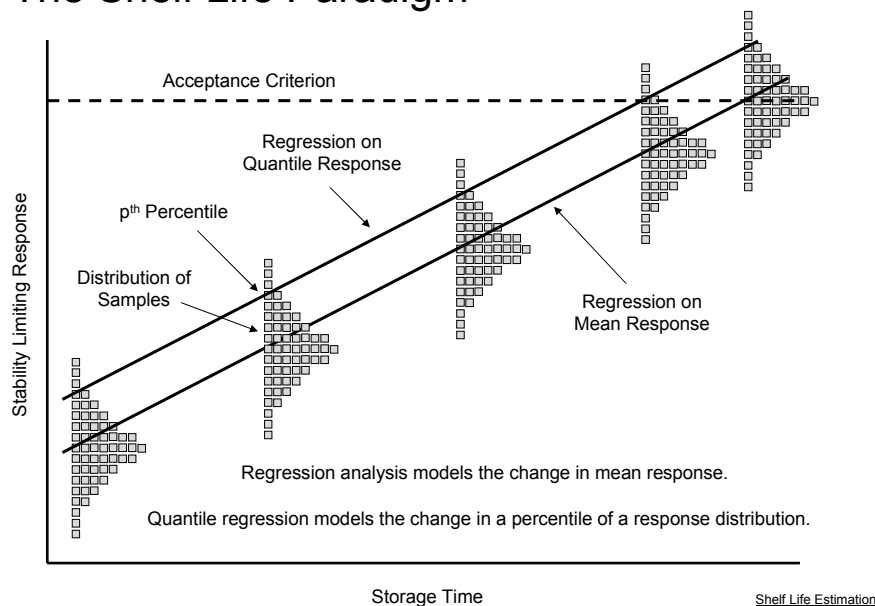 The Shelf Life Paradigm
Acceptance Criterion
Regression on
Quantile Response
pth Percentile
Distribution of
Samples
Regression on
Mean Response
Stability Limiting Response
Regression analysis models the change in mean response.
Quantile regression models the change in a percentile of a response distribution.
Storage Time
Shelf Life Estimation